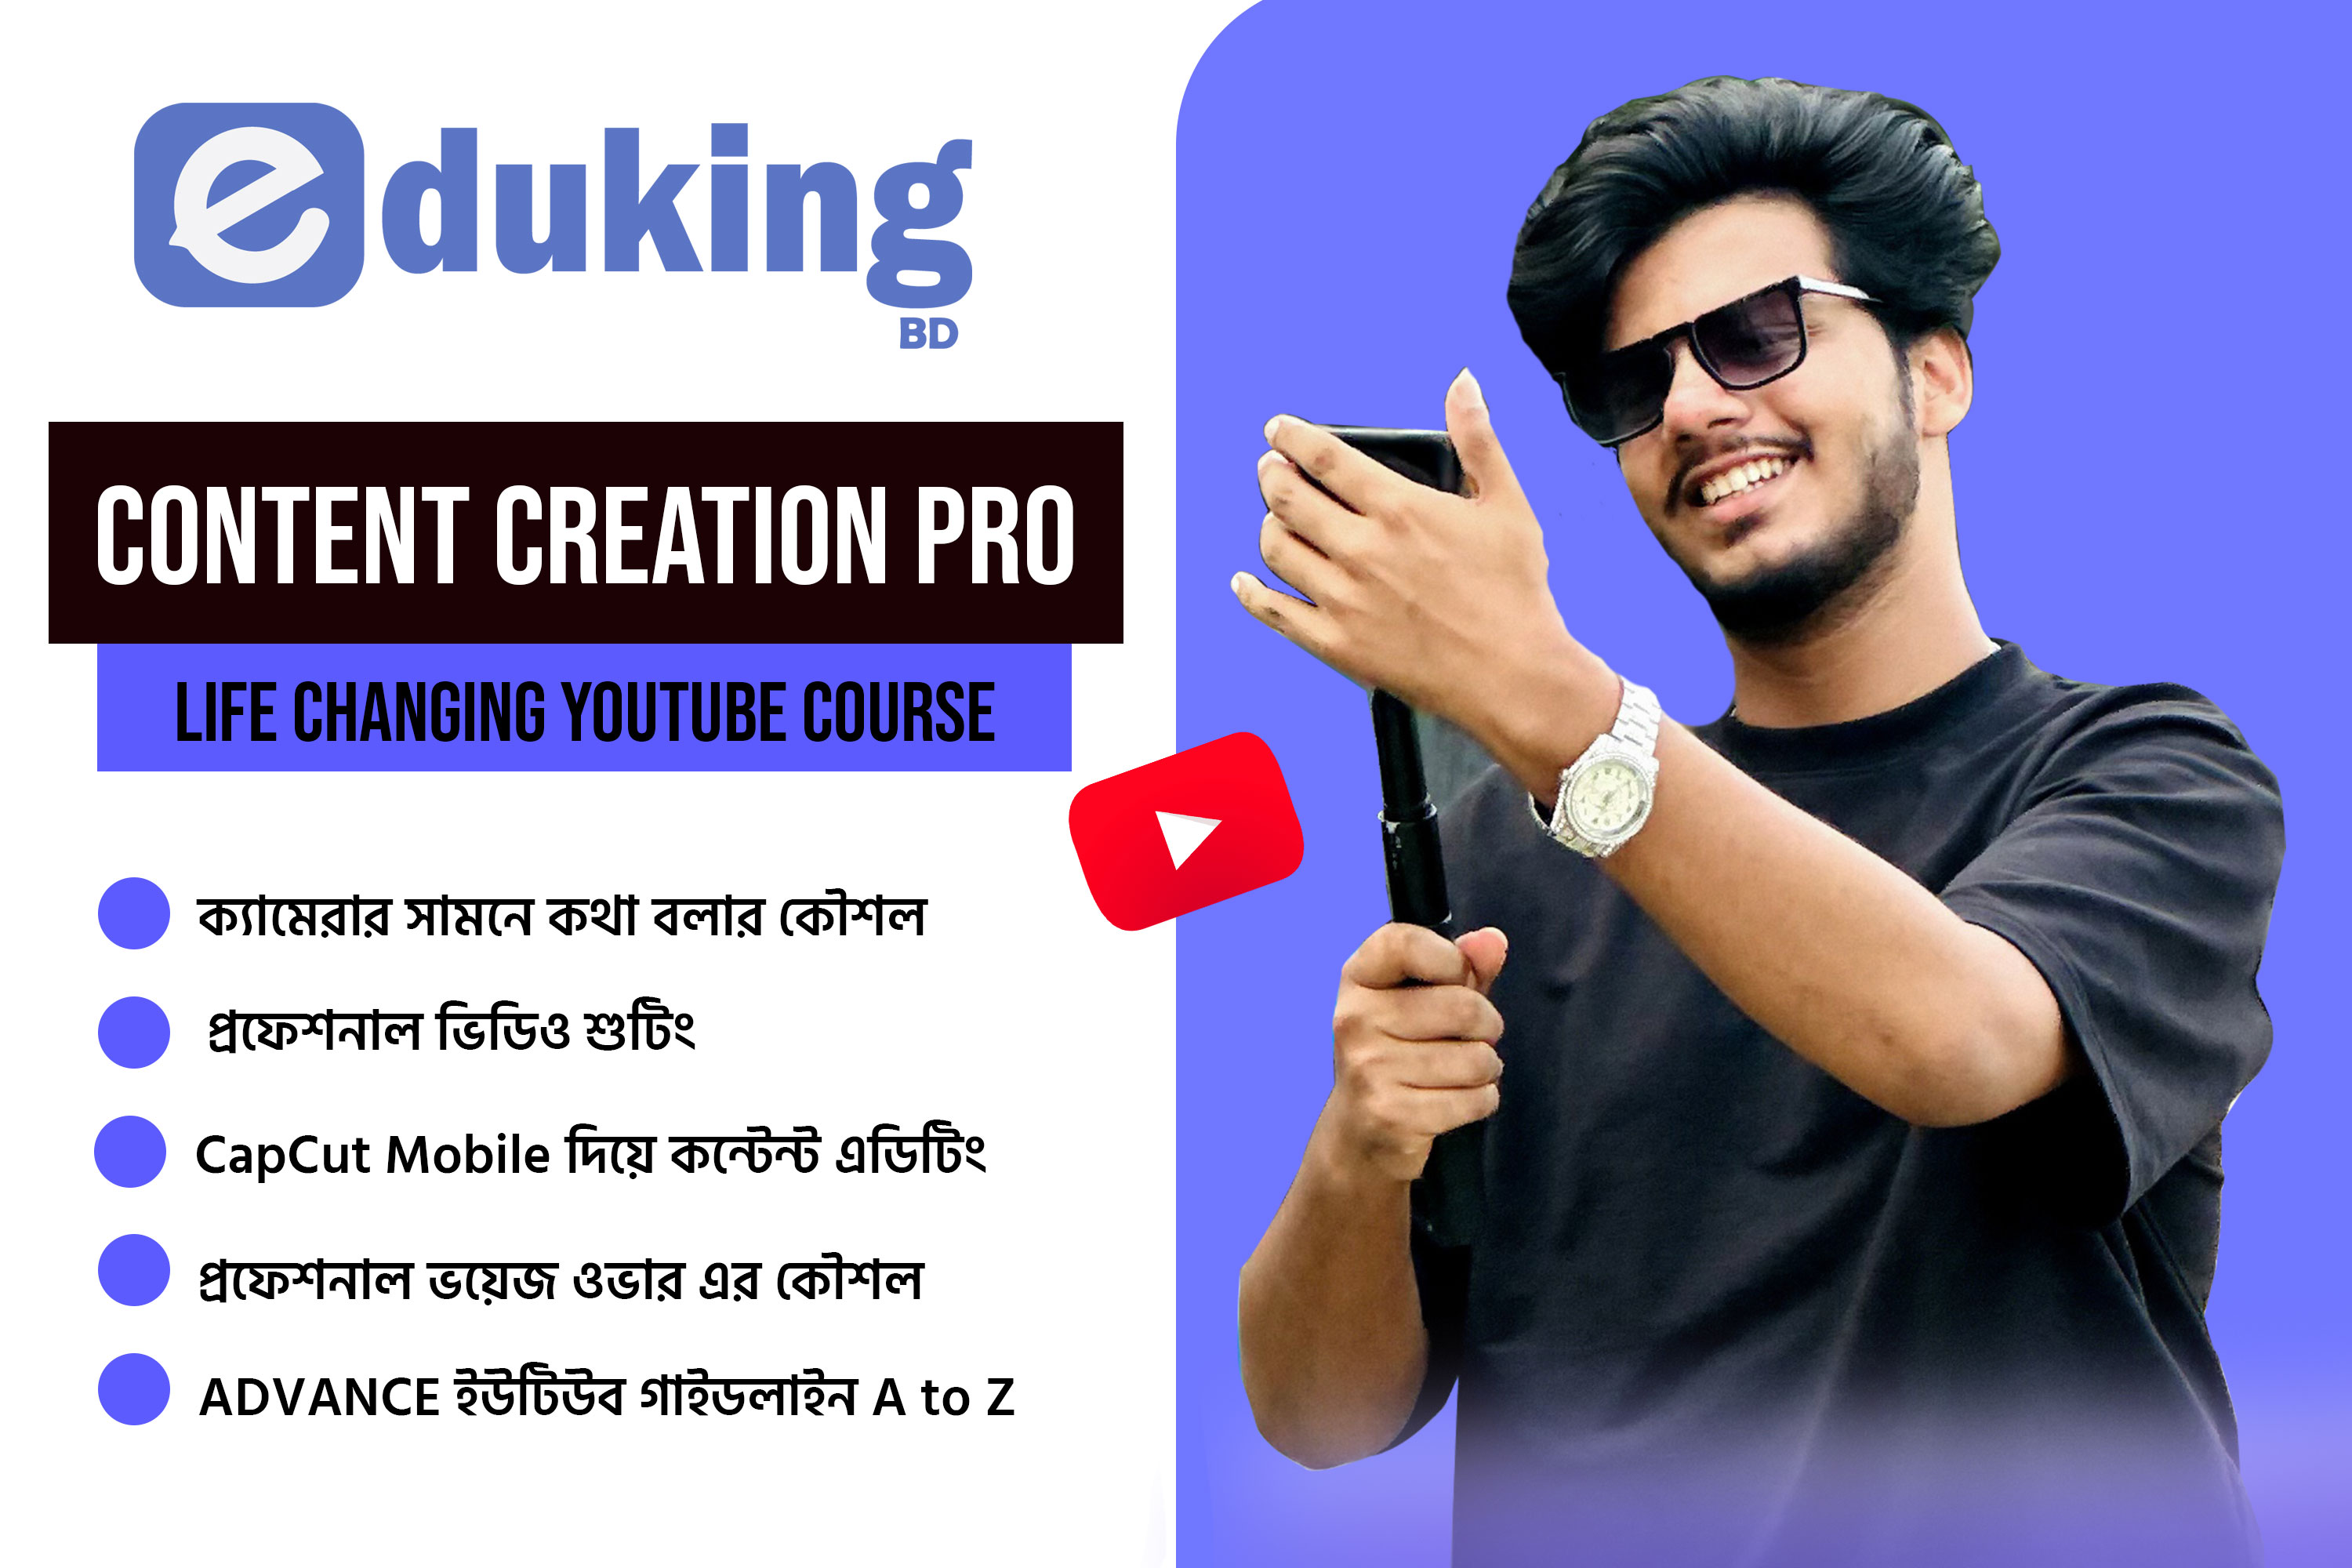 eduking
BD
CONTENT CREATION PRO
LIFE CHANGING YOUTUBE COURSE
ক্যামেরার সামনে কথা বলার কৌশল
প্রফেশনাল ভিডিও শুটিং
CapCut Mobile দিয়ে কন্টেন্ট এডিটিং
প্রফেশনাল ভয়েজ ওভার এর কৌশল
ADVANCE ইউটিউব গাইডলাইন A to Z